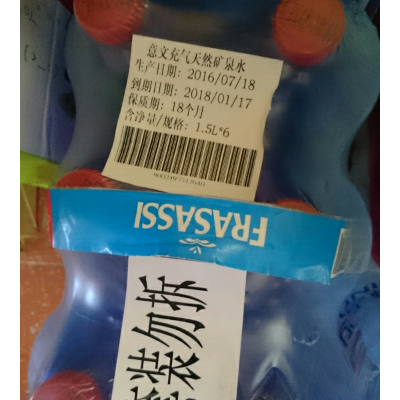 意文充气天然矿泉水
生产日期：2016/07/18
到期日期：2018/01/17
保质期：18个月
含净量/规格：1.5L*6
FRASASSI
装勿拆